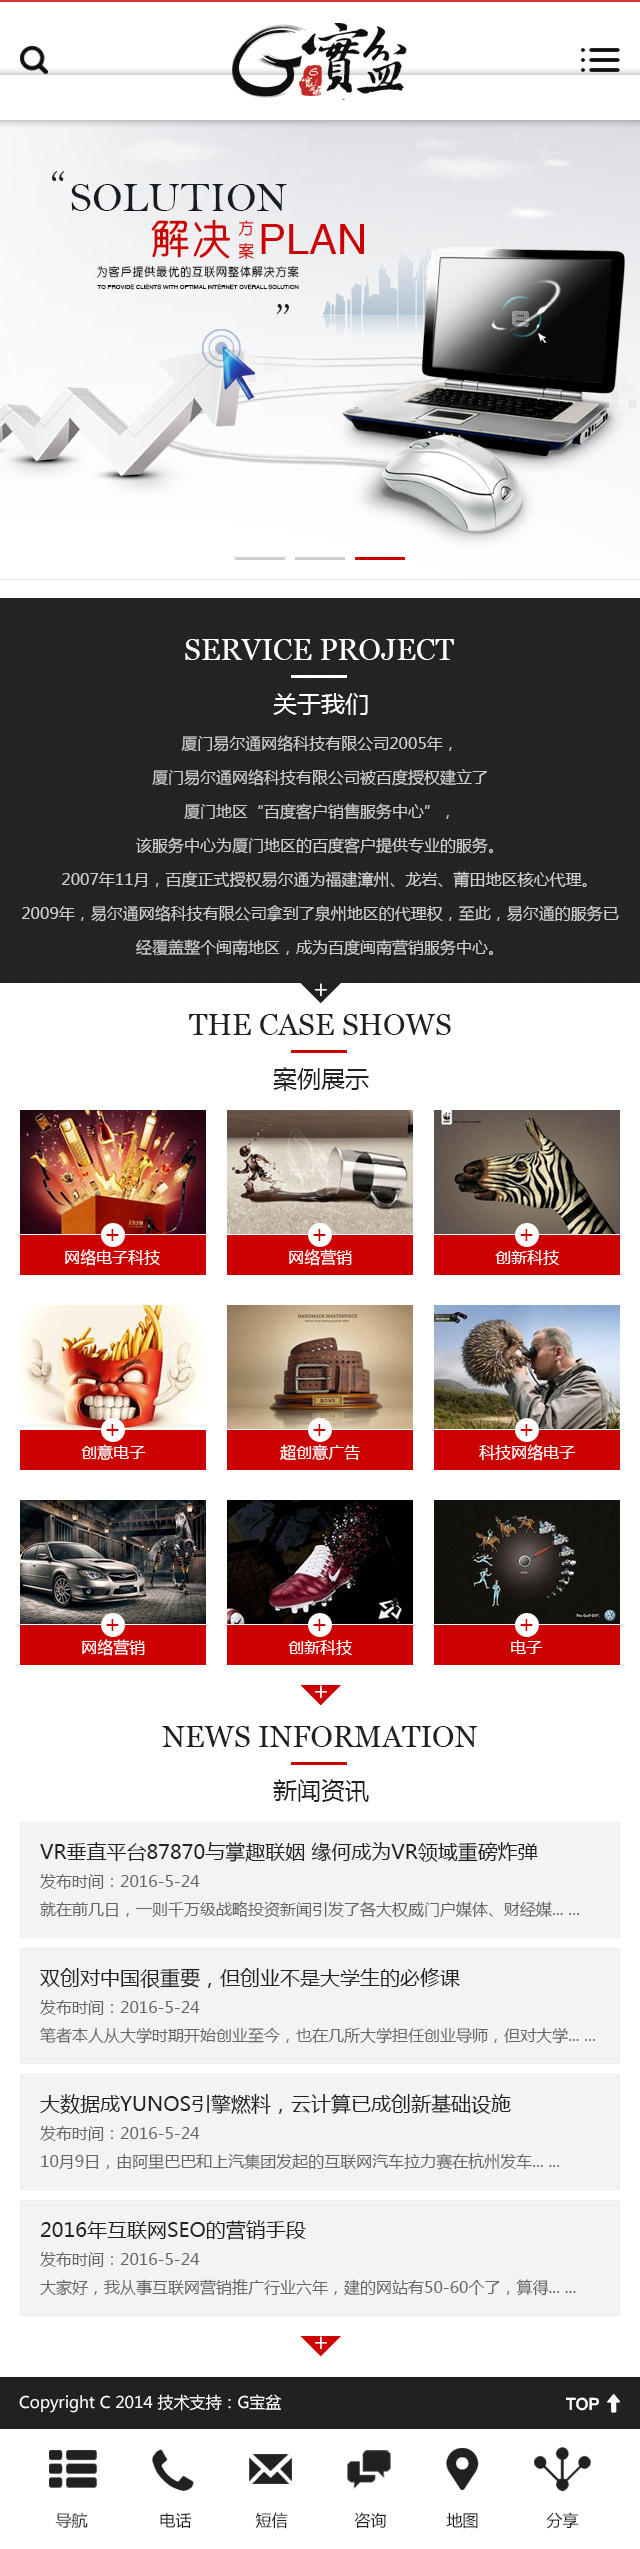 G寶盆
“ SOLUTION
解决方案PLAN
为客戶提供最优的互联网整体解决方案
TO PROVIDE CLIENTS WITH OPTIMAL INTERNET OVERALL SOLUTION
”
SERVICE PROJECT
关于我们
厦门易尔通网络科技有限公司2005年，
厦门易尔通网络科技有限公司被百度授权建立了
厦门地区“百度客户销售服务中心”，
该服务中心为厦门地区的百度客户提供专业的服务。
2007年11月，百度正式授权易尔通为福建漳州、龙岩、莆田地区核心代理。
2009年，易尔通网络科技有限公司拿到了泉州地区的代理权，至此，易尔通的服务已
经覆盖整个闽南地区，成为百度闽南营销服务中心。
THE CASE SHOWS
案例展示
网络电子科技
网络营销
创新科技
HANDMADE MASTERPIECE
创意电子
超创意广告
科技网络电子
网络营销
创新科技
电子
NEWS INFORMATION
新闻资讯
VR垂直平台87870与掌趣联姻 缘何成为VR领域重磅炸弹
发布时间：2016-5-24
就在前几日，一则千万级战略投资新闻引发了各大权威门户媒体、财经媒... ...
双创对中国很重要，但创业不是大学生的必修课
发布时间：2016-5-24
笔者本人从大学时期开始创业至今，也在几所大学担任创业导师，但对大学... ...
大数据成YUNOS引擎燃料，云计算已成创新基础设施
发布时间：2016-5-24
10月9日，由阿里巴巴和上汽集团发起的互联网汽车拉力赛在杭州发车... ...
2016年互联网SEO的营销手段
发布时间：2016-5-24
大家好，我从事互联网营销推广行业六年，建的网站有50-60个了，算得... ...
Copyright C 2014 技术支持：G宝盆
TOP
导航
电话
短信
咨询
地图
分享